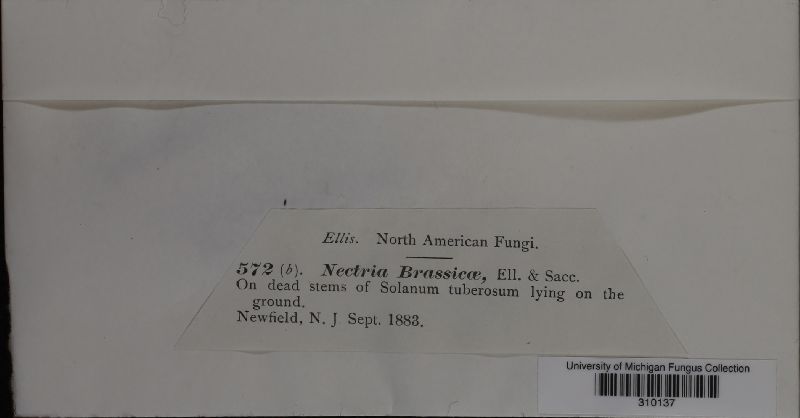 Ellis. North American Fungi.
572 (b). Nectria Brassicæ, Ell. & Sacc.
On dead stems of Solanum tuberosum lying on the
ground.
Newfield, N. J Sept. 1883.
University of Michigan Fungus Collection
310137